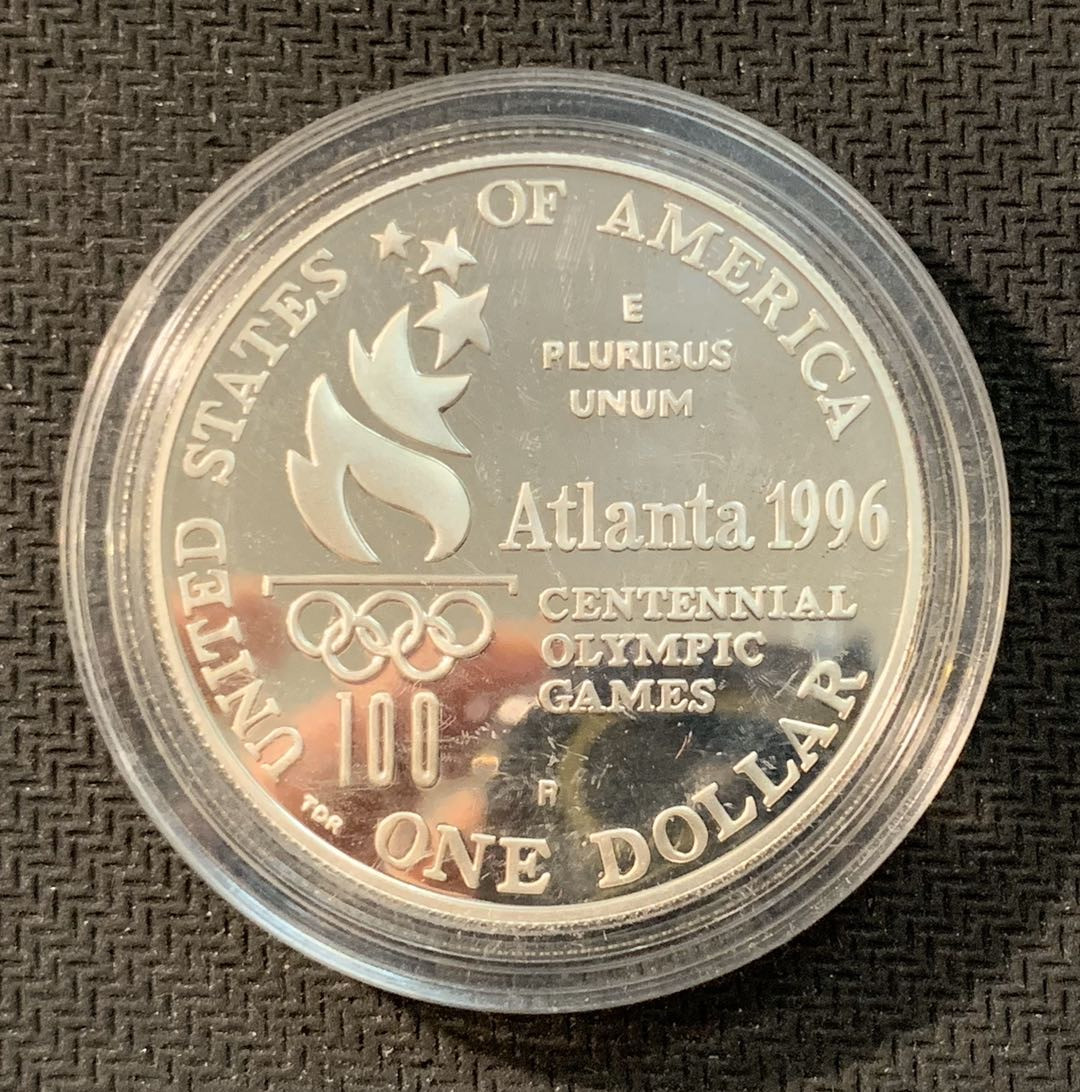 UNITED STATES OF AMERICA
E
PLURIBUS
UNUM
Atlanta 1996
CENTENNIAL
OLYMPIC
GAMES
100
TDR
ONE DOLLAR